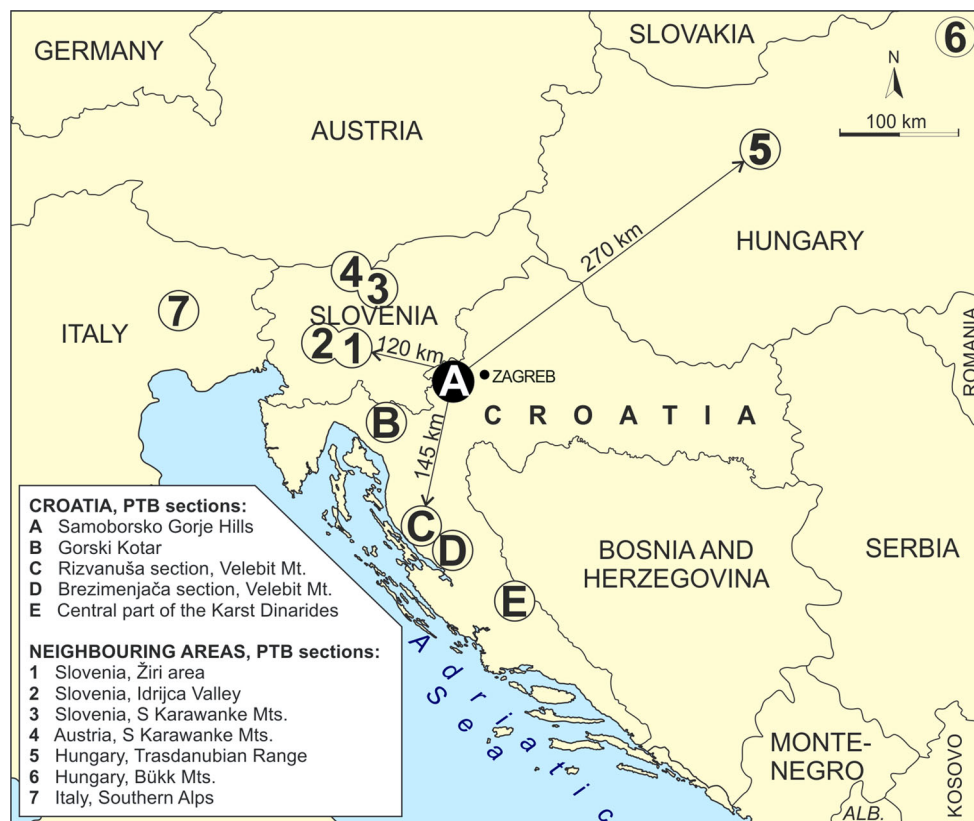 GERMANY
SLOVAKIA
6
N
100 km
AUSTRIA
5
HUNGARY
270 km
4
3
SLOVENIA
7
ITALY
2
1
120 km
A
ZAGREB
ROMANIA
B
CROATIA
145 km
C
D
BOSNIA AND
HERZEGOVINA
SERBIA
E
Adriatic
Sea
MONTE-
NEGRO
KOSOVO
ALB.
CROATIA, PTB sections:
A Samoborsko Gorje Hills
B Gorski Kotar
C Rizvanuša section, Velebit Mt.
D Brezimenjača section, Velebit Mt.
E Central part of the Karst Dinarides
NEIGHBOURING AREAS, PTB sections:
1 Slovenia, Žiri area
2 Slovenia, Idrijca Valley
3 Slovenia, S Karawanke Mts.
4 Austria, S Karawanke Mts.
5 Hungary, Trasdanubian Range
6 Hungary, Bükk Mts.
7 Italy, Southern Alps